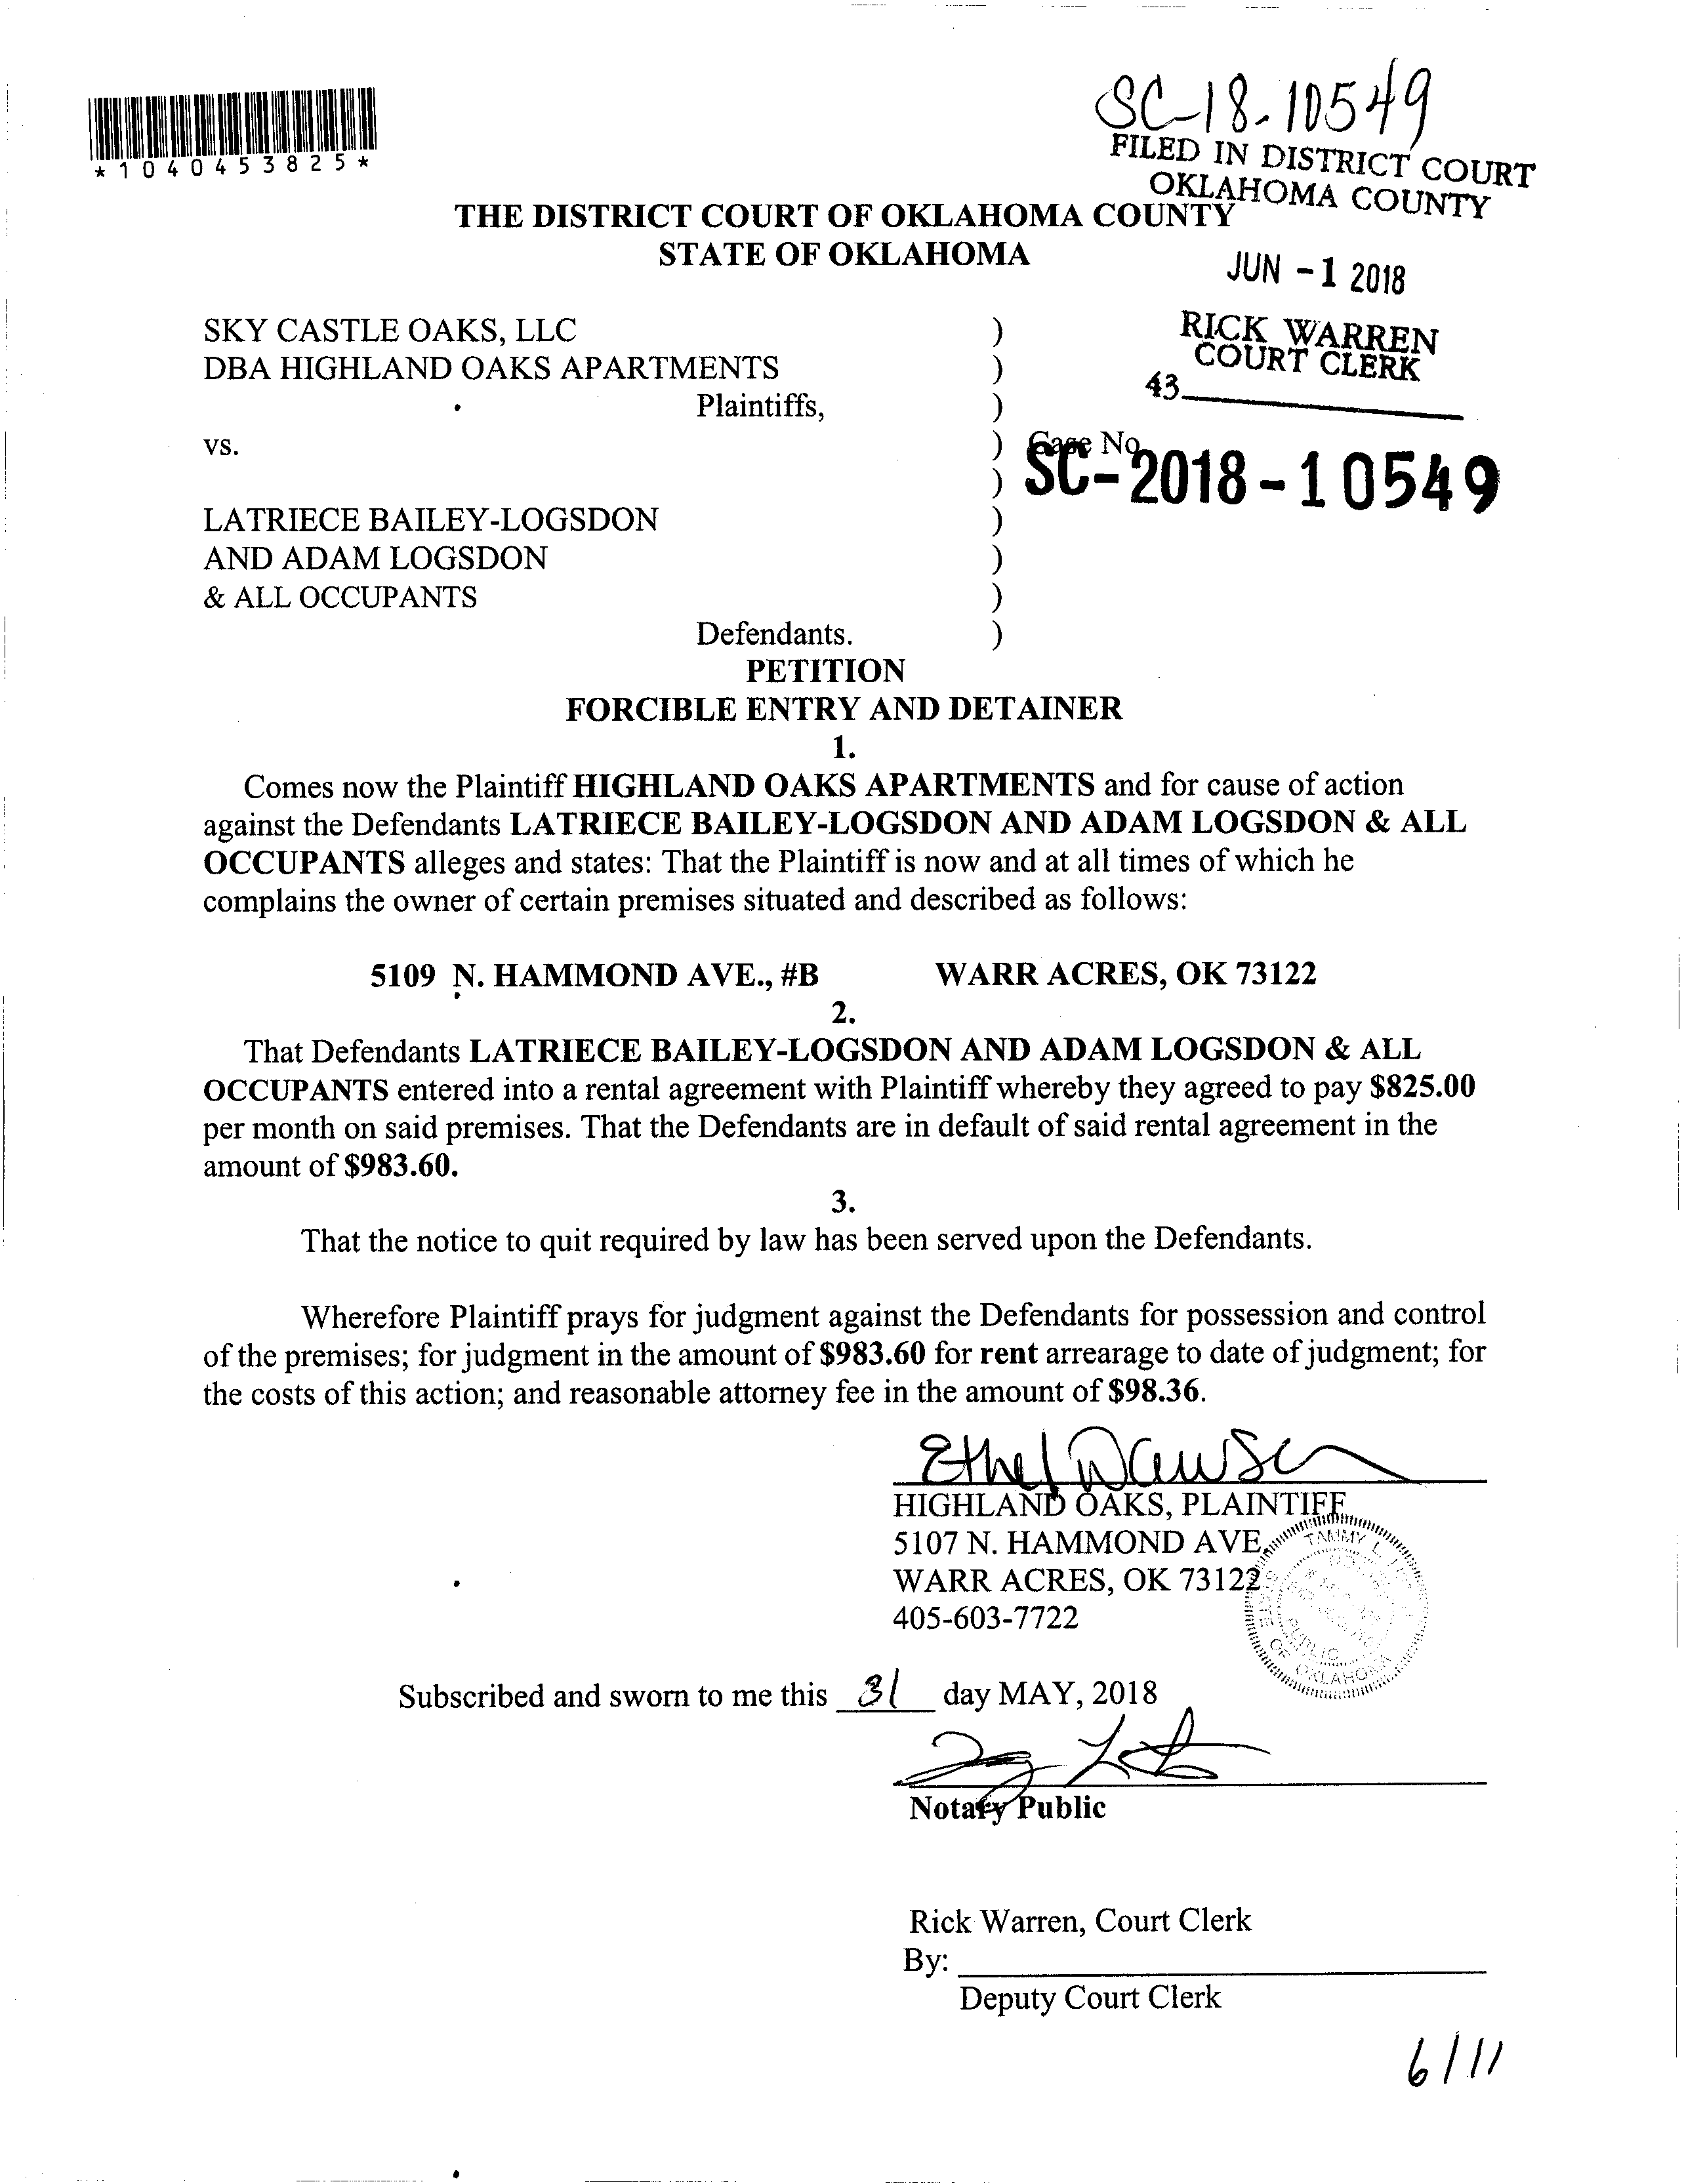 SC-18-10549
*1040453825*
FILED IN DISTRICT COURT
OKLAHOMA COUNTY
THE DISTRICT COURT OF OKLAHOMA COUNTY
STATE OF OKLAHOMA
JUN -1 2018
RICK WARREN
COURT CLERK
43
SKY CASTLE OAKS, LLC )
DBA HIGHLAND OAKS APARTMENTS )
Plaintiffs, )
vs. ) Case No.
) SC-2018-10549
LATRIECE BAILEY-LOGSDON )
AND ADAM LOGSDON )
& ALL OCCUPANTS )
Defendants. )
PETITION
FORCIBLE ENTRY AND DETAINER
1.
Comes now the Plaintiff HIGHLAND OAKS APARTMENTS and for cause of action
against the Defendants LATRIECE BAILEY-LOGSDON AND ADAM LOGSDON & ALL
OCCUPANTS alleges and states: That the Plaintiff is now and at all times of which he
complains the owner of certain premises situated and described as follows:
5109 N. HAMMOND AVE., #B WARR ACRES, OK 73122
2.
That Defendants LATRIECE BAILEY-LOGSDON AND ADAM LOGSDON & ALL
OCCUPANTS entered into a rental agreement with Plaintiff whereby they agreed to pay $825.00
per month on said premises. That the Defendants are in default of said rental agreement in the
amount of $983.60.
3.
That the notice to quit required by law has been served upon the Defendants.
Wherefore Plaintiff prays for judgment against the Defendants for possession and control
of the premises; for judgment in the amount of $983.60 for rent arrearage to date of judgment; for
the costs of this action; and reasonable attorney fee in the amount of $98.36.
Ethel Dawson
HIGHLAND OAKS, PLAINTIFF
5107 N. HAMMOND AVE.
WARR ACRES, OK 73122
405-603-7722
TAMMY L.
PUBLIC
STATE OF OKLAHOMA
Subscribed and sworn to me this 31 day MAY, 2018
Notary Public
Rick Warren, Court Clerk
By:
Deputy Court Clerk
6/11